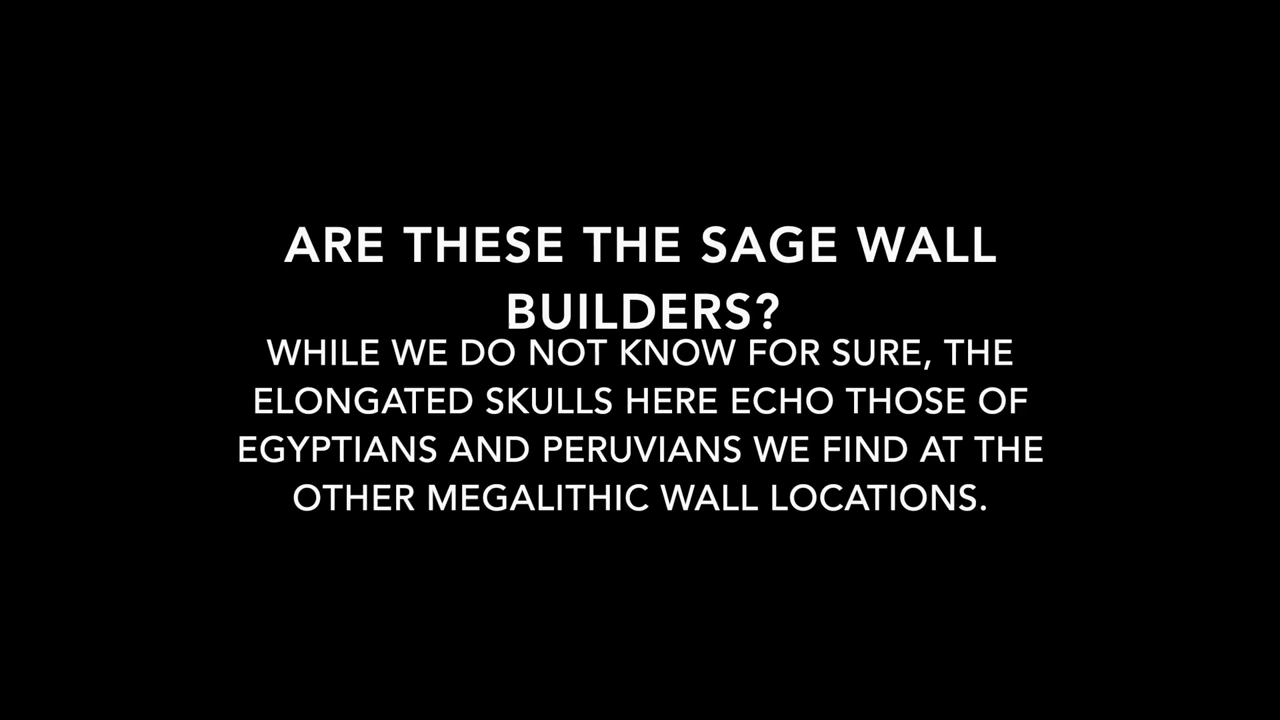 ARE THESE THE SAGE WALL
BUILDERS?
WHILE WE DO NOT KNOW FOR SURE, THE
ELONGATED SKULLS HERE ECHO THOSE OF
EGYPTIANS AND PERUVIANS WE FIND AT THE
OTHER MEGALITHIC WALL LOCATIONS.